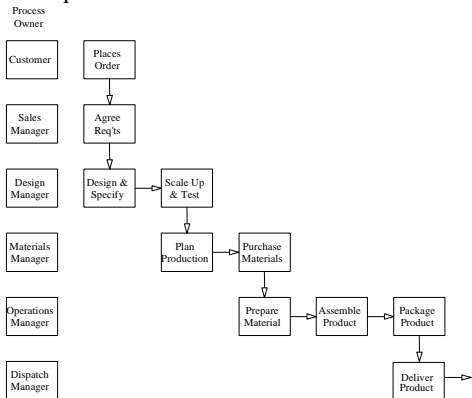 Process
Owner
Customer
Places
Order
Sales
Manager
Agree
Req'ts
Design
Manager
Design &
Specify
Scale Up
& Test
Materials
Manager
Plan
Production
Purchase
Materials
Operations
Manager
Prepare
Material
Assemble
Product
Package
Product
Dispatch
Manager
Deliver
Product